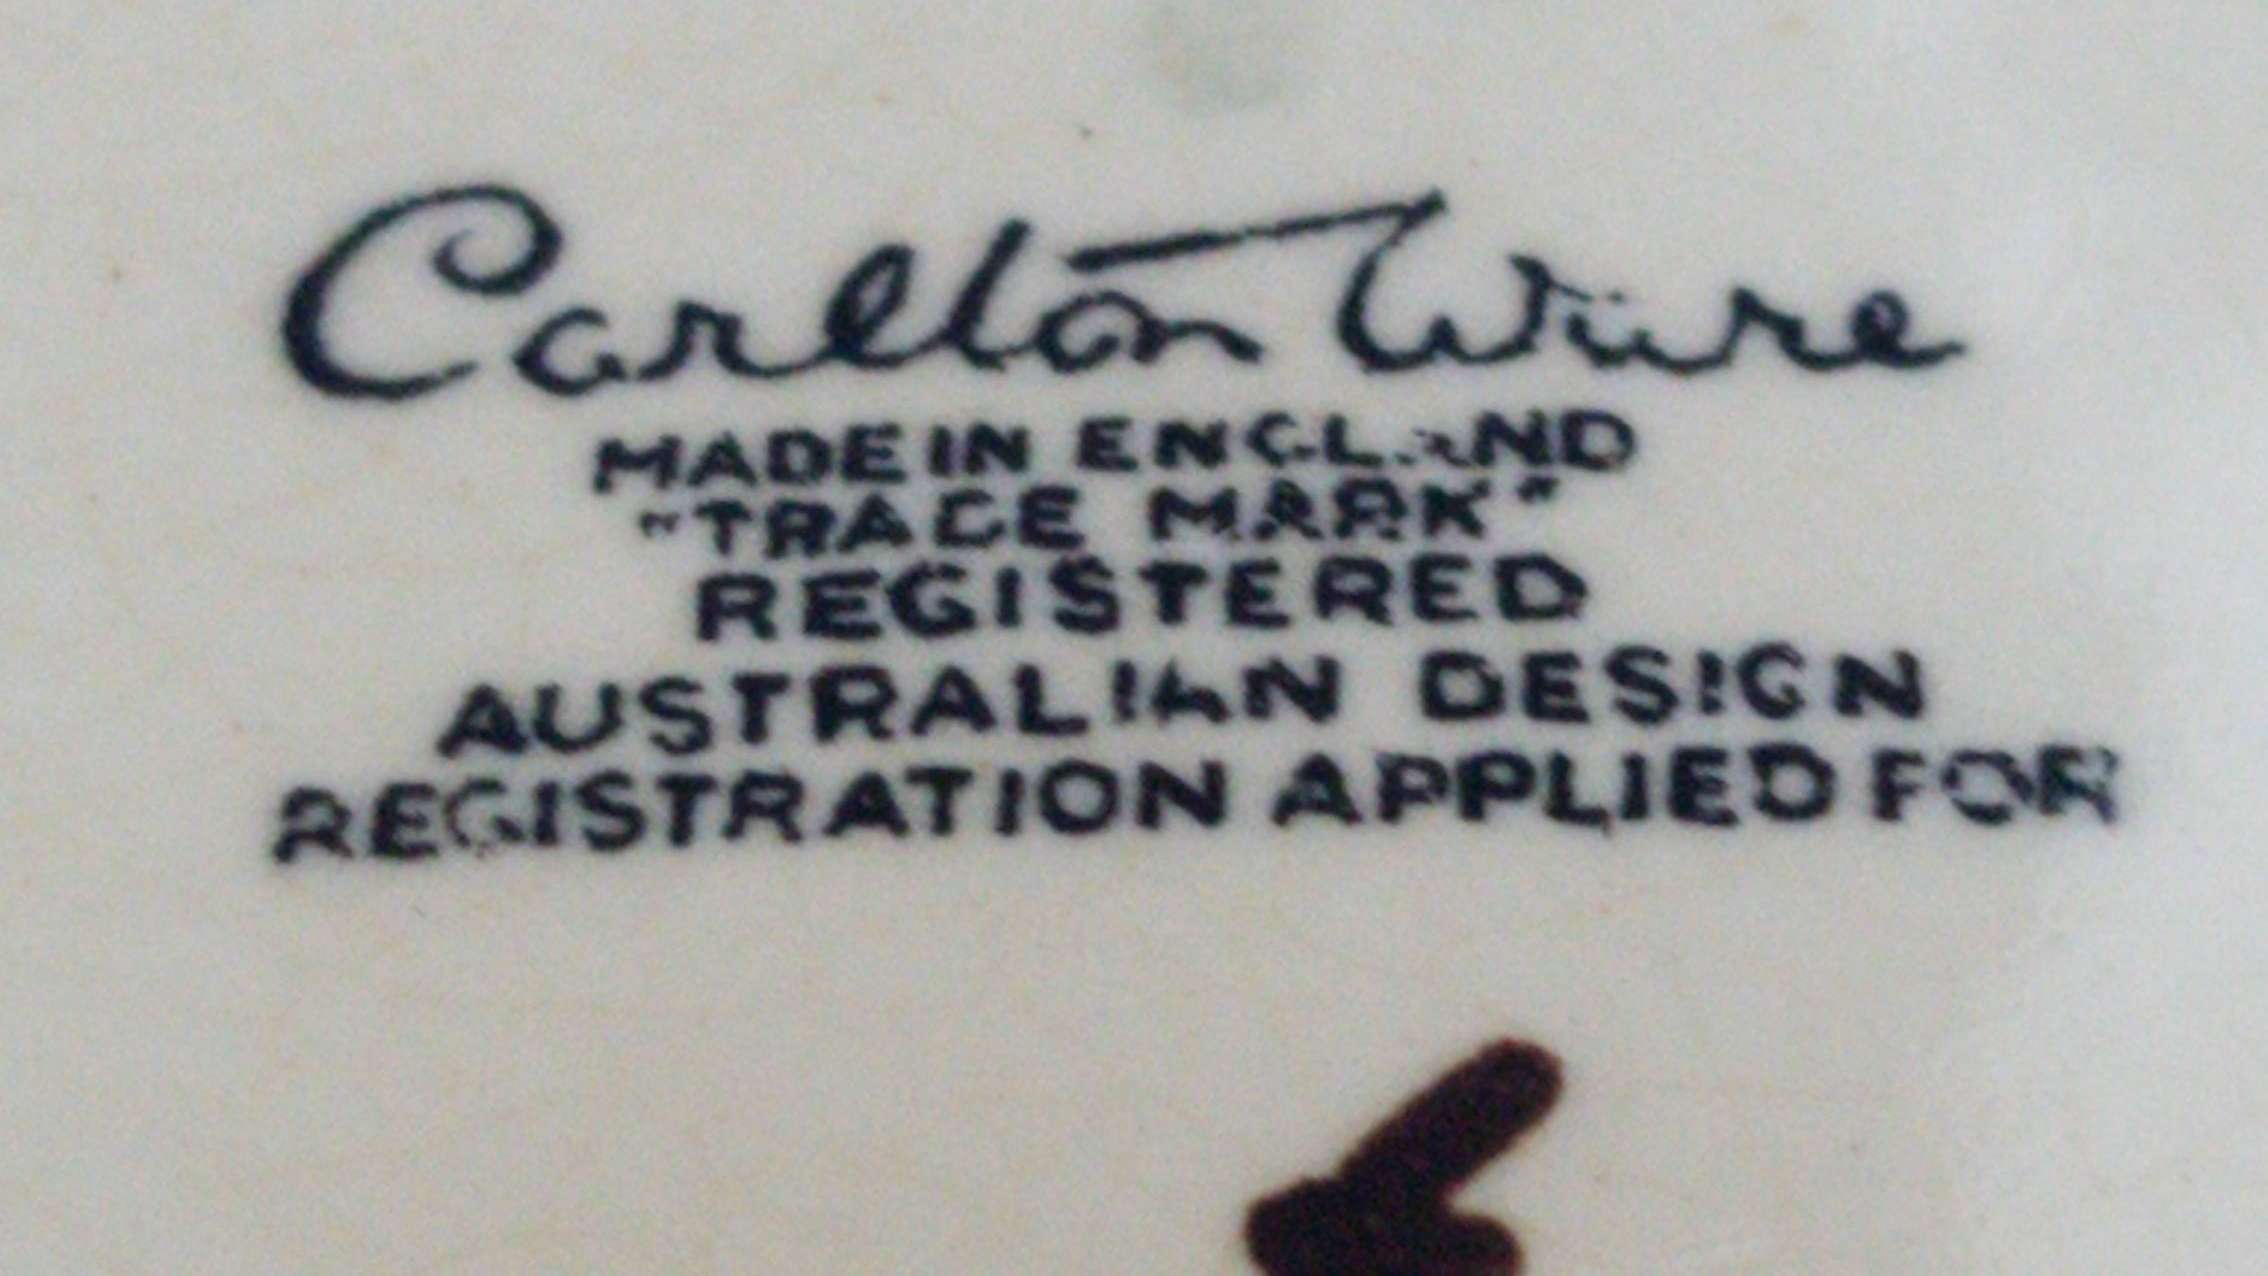 Carlton Ware
MADE IN ENGLAND
"TRADE MARK"
REGISTERED
AUSTRALIAN DESIGN
REGISTRATION APPLIED FOR